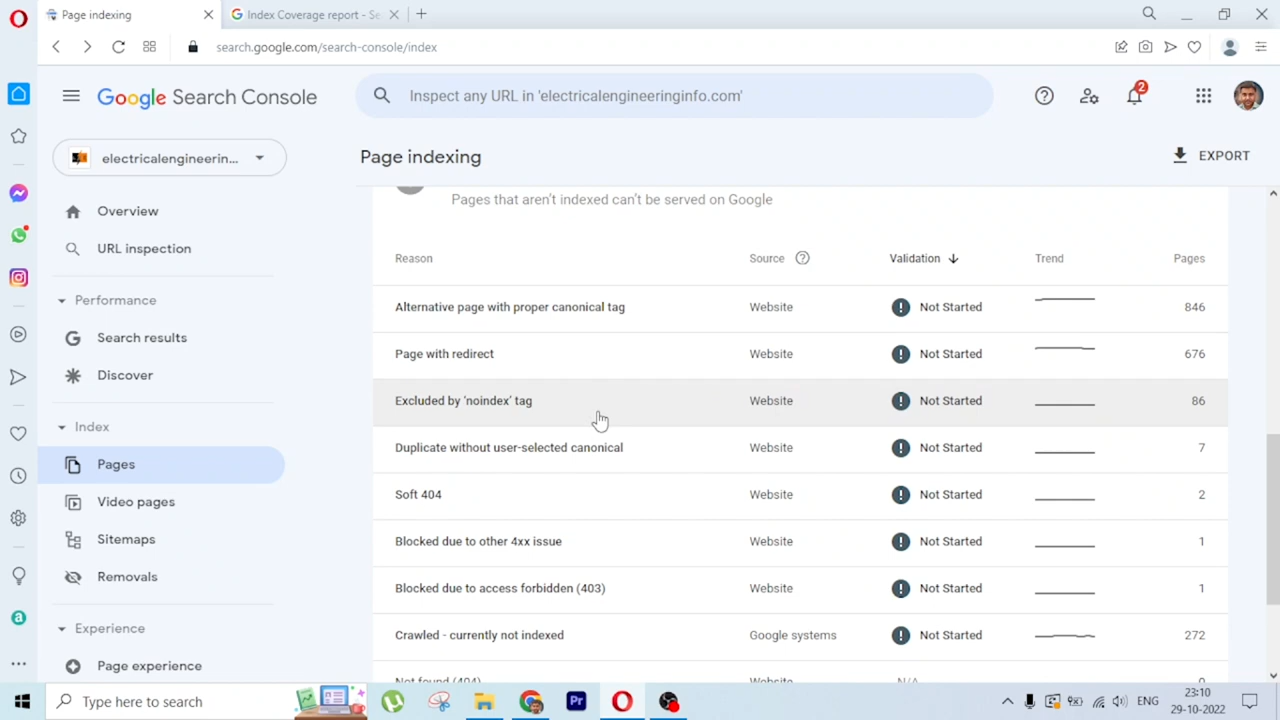 Page indexing
Index Coverage report - Se
search.google.com/search-console/index
Google Search Console
Inspect any URL in 'electricalengineeringinfo.com'
2
electricalengineerin...
Page indexing
EXPORT
Overview
URL inspection
Performance
Search results
Discover
Index
Pages
Video pages
Sitemaps
Removals
Experience
Page experience
Pages that aren't indexed can't be served on Google
Reason Source Validation Trend Pages
Alternative page with proper canonical tag Website Not Started 846
Page with redirect Website Not Started 676
Excluded by 'noindex' tag Website Not Started 86
Duplicate without user-selected canonical Website Not Started 7
Soft 404 Website Not Started 2
Blocked due to other 4xx issue Website Not Started 1
Blocked due to access forbidden (403) Website Not Started 1
Crawled - currently not indexed Google systems Not Started 272
Not found (404) Website N/A 0
Type here to search
Pr
ENG
23:10
29-10-2022